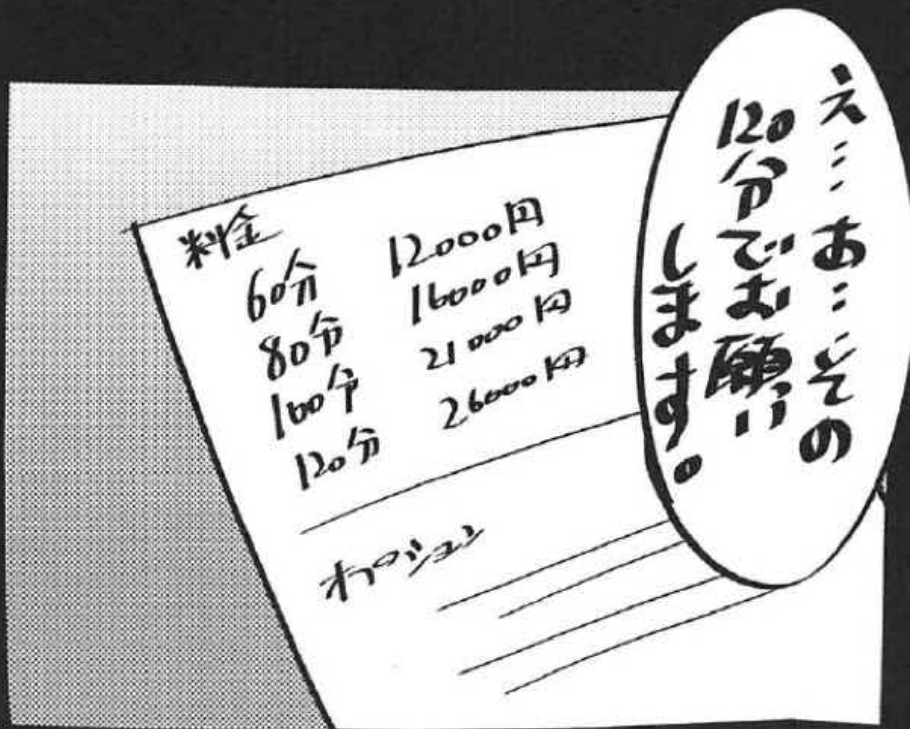 え…あ…その
120分でお願い
します。
料金
60分 12000円
80分 16000円
100分 21000円
120分 26000円
オプション